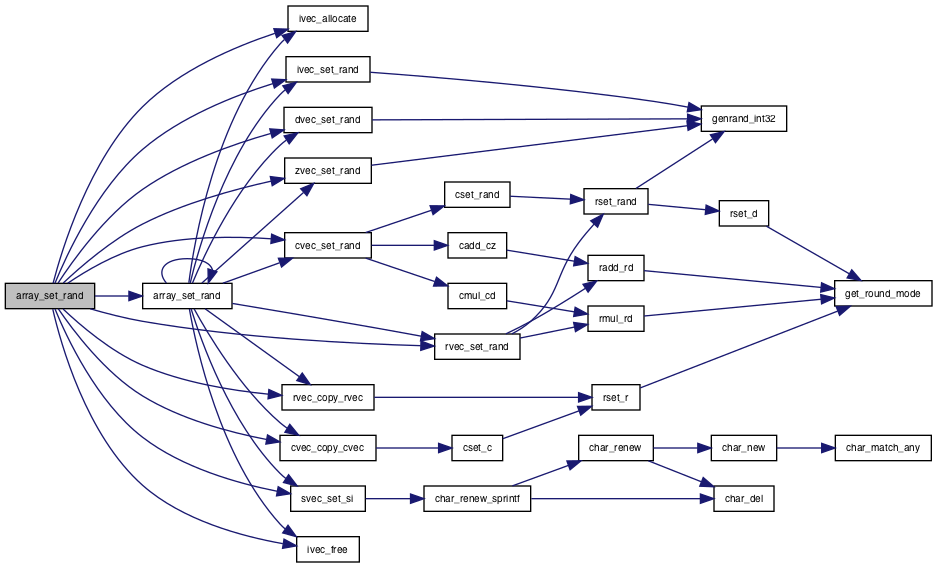 ivec_allocate
ivec_set_rand
dvec_set_rand
genrand_int32
zvec_set_rand
cset_rand
rset_rand
rset_d
cvec_set_rand
cadd_cz
radd_rd
array_set_rand
array_set_rand
cmul_cd
get_round_mode
rmul_rd
rvec_set_rand
rvec_copy_rvec
rset_r
cvec_copy_cvec
cset_c
char_renew
char_new
char_match_any
svec_set_si
char_renew_sprintf
char_del
ivec_free